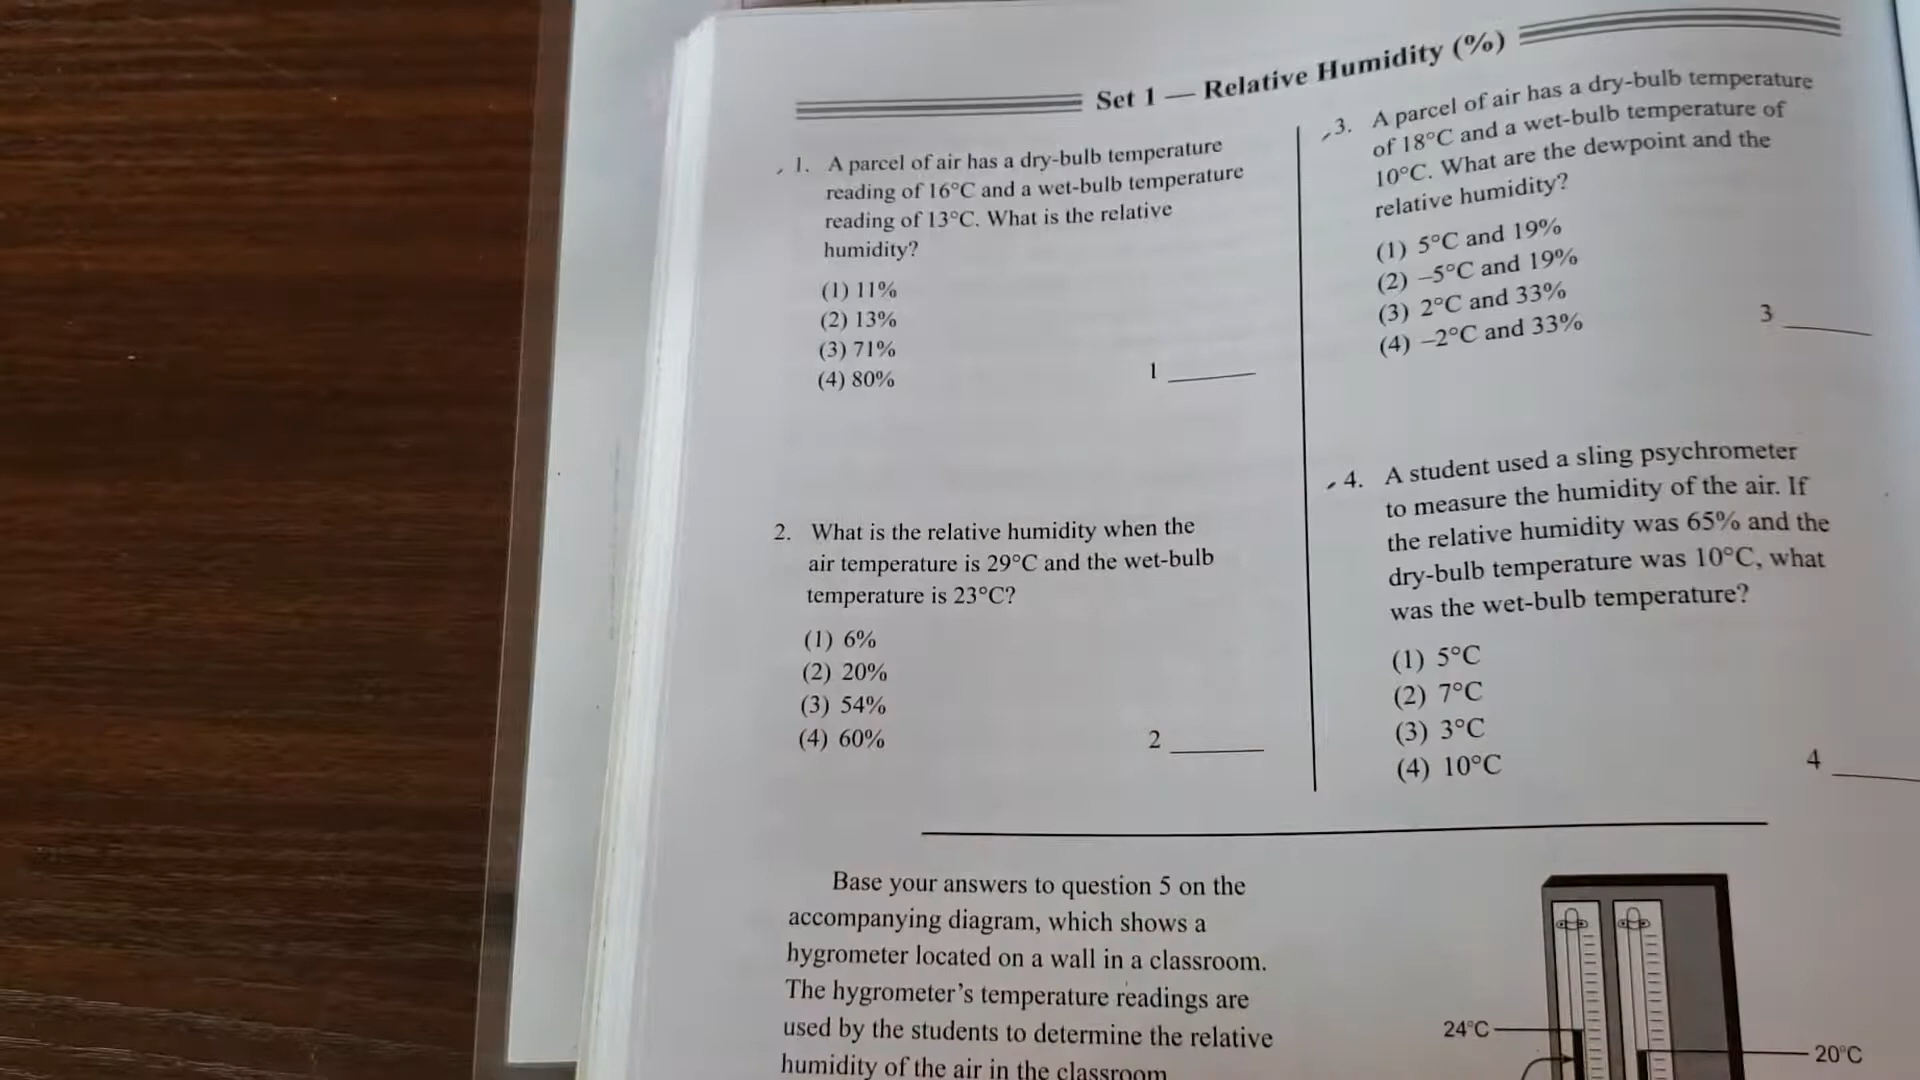 Set 1 — Relative Humidity (%)
1. A parcel of air has a dry-bulb temperature
reading of 16°C and a wet-bulb temperature
reading of 13°C. What is the relative
humidity?
(1) 11%
(2) 13%
(3) 71%
(4) 80%
1
2. What is the relative humidity when the
air temperature is 29°C and the wet-bulb
temperature is 23°C?
(1) 6%
(2) 20%
(3) 54%
(4) 60%
2
3. A parcel of air has a dry-bulb temperature
of 18°C and a wet-bulb temperature of
10°C. What are the dewpoint and the
relative humidity?
(1) 5°C and 19%
(2) –5°C and 19%
(3) 2°C and 33%
(4) –2°C and 33%
3
4. A student used a sling psychrometer
to measure the humidity of the air. If
the relative humidity was 65% and the
dry-bulb temperature was 10°C, what
was the wet-bulb temperature?
(1) 5°C
(2) 7°C
(3) 3°C
(4) 10°C
4
Base your answers to question 5 on the
accompanying diagram, which shows a
hygrometer located on a wall in a classroom.
The hygrometer's temperature readings are
used by the students to determine the relative
humidity of the air in the classroom
24°C
20°C